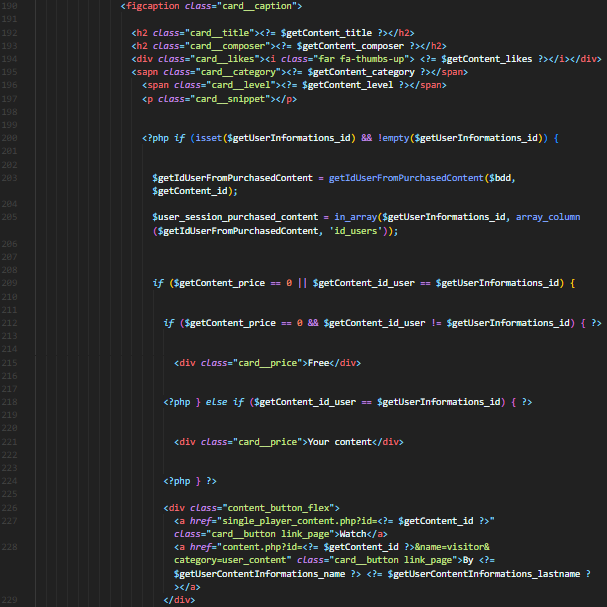 190 <figcaption class="card__caption">
191
192 <h2 class="card__title"><?= $getContent_title ?></h2>
193 <h2 class="card__composer"><?= $getContent_composer ?></h2>
194 <div class="card__likes"><i class="far fa-thumbs-up"> <?= $getContent_likes ?></i></div>
195 <sapn class="card__category"><?= $getContent_category ?></span>
196 <span class="card__level"><?= $getContent_level ?></span>
197 <p class="card__snippet"></p>
198
199
200 <?php if (isset($getUserInformations_id) && !empty($getUserInformations_id)) {
201
202
203 $getIdUserFromPurchasedContent = getIdUserFromPurchasedContent($bdd,
$getContent_id);
204
205 $user_session_purchased_content = in_array($getUserInformations_id, array_column
($getIdUserFromPurchasedContent, 'id_users'));
206
207
208
209 if ($getContent_price == 0 || $getContent_id_user == $getUserInformations_id) {
210
211
212 if ($getContent_price == 0 && $getContent_id_user != $getUserInformations_id) { ?>
213
214
215 <div class="card__price">Free</div>
216
217
218 <?php } else if ($getContent_id_user == $getUserInformations_id) { ?>
219
220
221 <div class="card__price">Your content</div>
222
223
224 <?php } ?>
225
226 <div class="content_button_flex">
227 <a href="single_player_content.php?id=<?= $getContent_id ?>"
class="card__button link_page">Watch</a>
228 <a href="content.php?id=<?= $getContent_id ?>&name=visitor&
category=user_content" class="card__button link_page">By <?=
$getUserContentInformations_name ?> <?= $getUserContentInformations_lastname ?
></a>
229 </div>